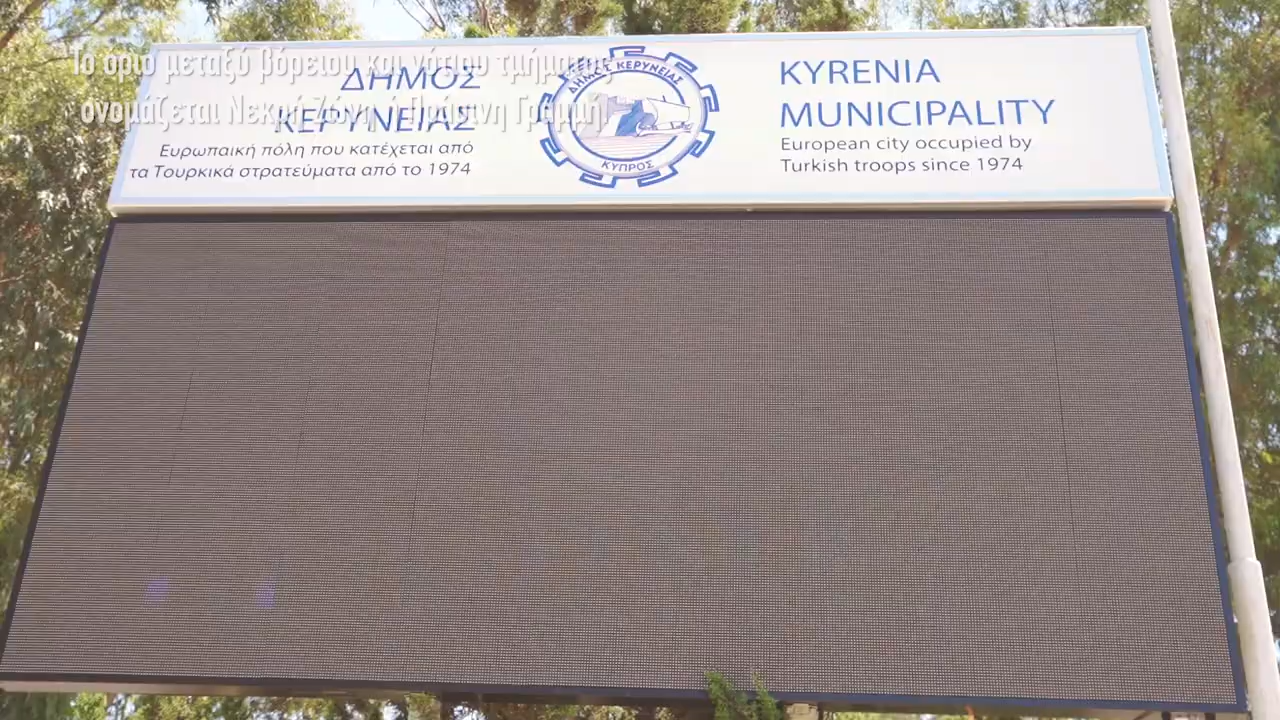 Το όριο μεταξύ βόρειου και νότιου τμήματος
ονομάζεται Νεκρή Ζώνη ή Πράσινη Γραμμή.
ΔΗΜΟΣ
ΚΕΡΥΝΕΙΑΣ
Ευρωπαική πόλη που κατέχεται από
τα Τουρκικά στρατεύματα από το 1974
ΔΗΜΟΣ ΚΕΡΥΝΕΙΑΣ
ΚΥΠΡΟΣ
KYRENIA
MUNICIPALITY
European city occupied by
Turkish troops since 1974